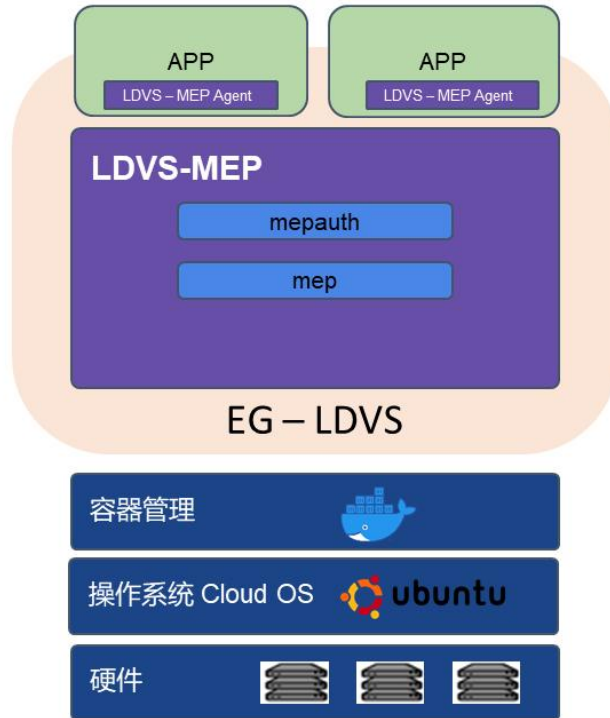 APP
LDVS – MEP Agent
APP
LDVS – MEP Agent
LDVS-MEP
mepauth
mep
EG – LDVS
容器管理
操作系统 Cloud OS ubuntu
硬件